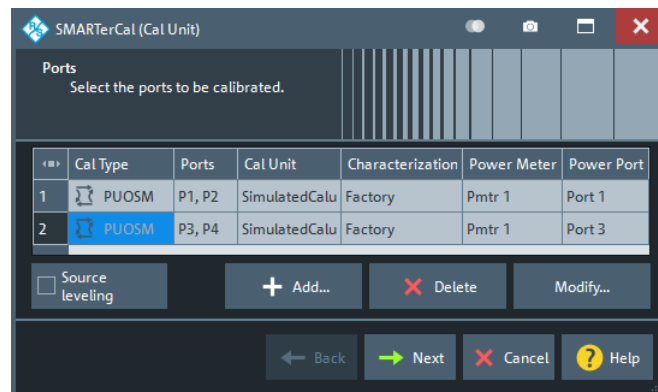 SMARTerCal (Cal Unit)
Ports
Select the ports to be calibrated.
Cal Type Ports Cal Unit Characterization Power Meter Power Port
1 PUOSM P1, P2 SimulatedCalu Factory Pmtr 1 Port 1
2 PUOSM P3, P4 SimulatedCalu Factory Pmtr 1 Port 3
Source
leveling
Add...
Delete
Modify...
Back
Next
Cancel
? Help